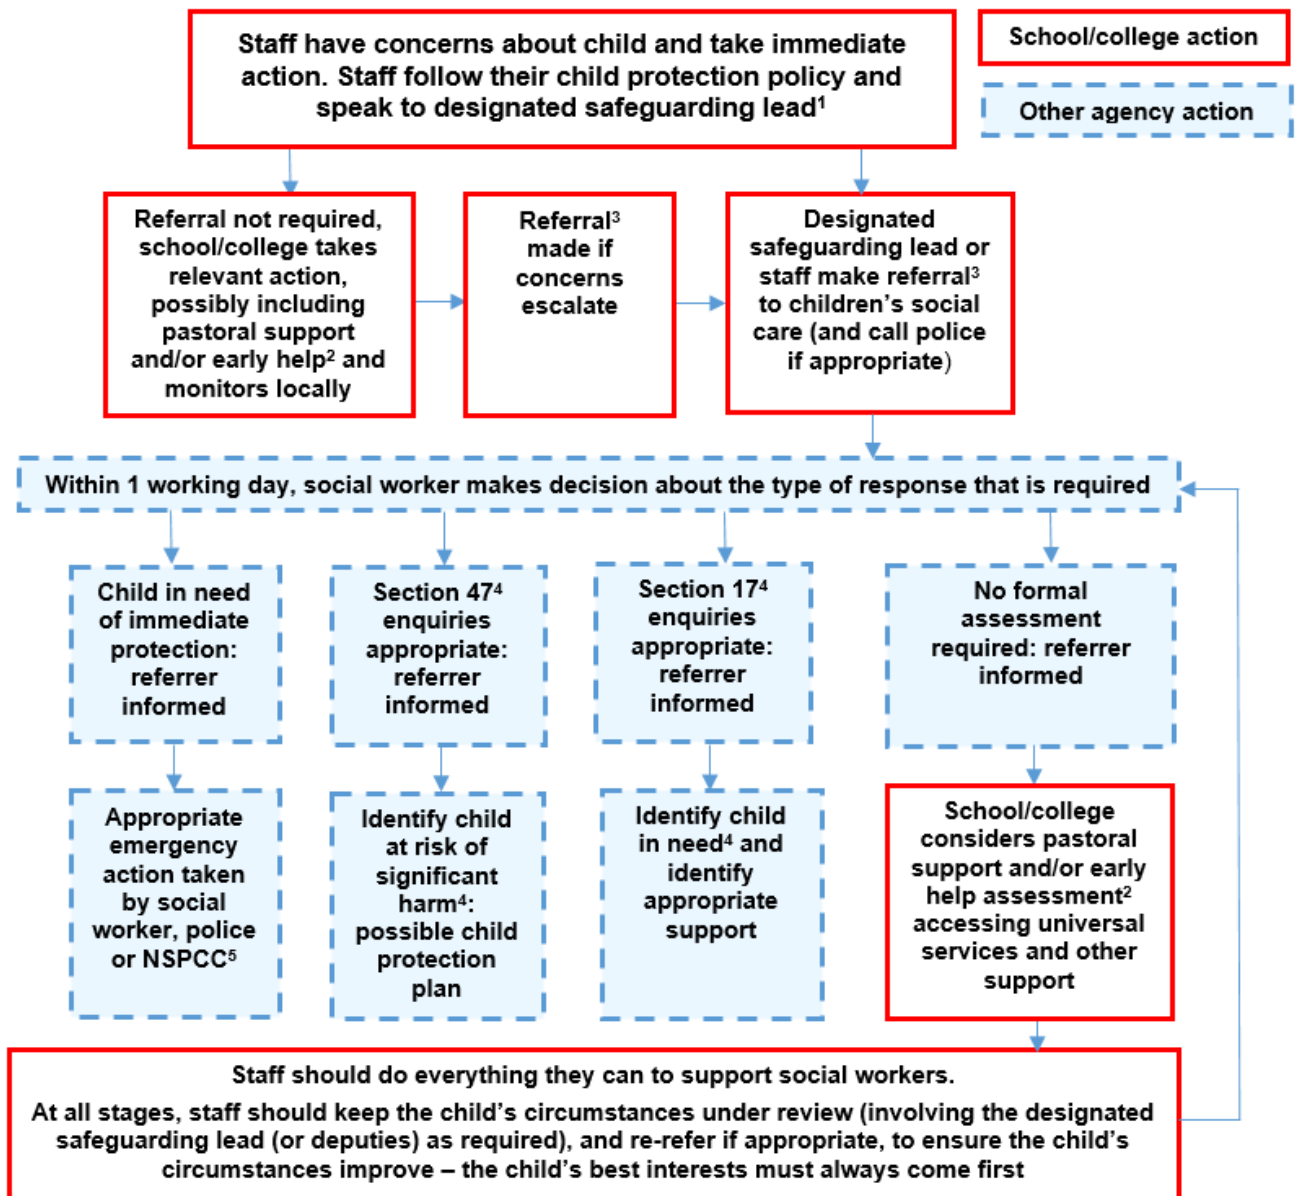 Staff have concerns about child and take immediate
action. Staff follow their child protection policy and
speak to designated safeguarding lead¹
School/college action
Other agency action
Referral not required,
school/college takes
relevant action,
possibly including
pastoral support
and/or early help² and
monitors locally
Referral³
made if
concerns
escalate
Designated
safeguarding lead or
staff make referral³
to children’s social
care (and call police
if appropriate)
Within 1 working day, social worker makes decision about the type of response that is required
Child in need
of immediate
protection:
referrer
informed
Section 47⁴
enquiries
appropriate:
referrer
informed
Section 17⁴
enquiries
appropriate:
referrer
informed
No formal
assessment
required: referrer
informed
Appropriate
emergency
action taken
by social
worker, police
or NSPCC⁵
Identify child
at risk of
significant
harm⁴:
possible child
protection
plan
Identify child
in need⁴ and
identify
appropriate
support
School/college
considers pastoral
support and/or early
help assessment²
accessing universal
services and other
support
Staff should do everything they can to support social workers.
At all stages, staff should keep the child’s circumstances under review (involving the designated
safeguarding lead (or deputies) as required), and re-refer if appropriate, to ensure the child’s
circumstances improve – the child’s best interests must always come first